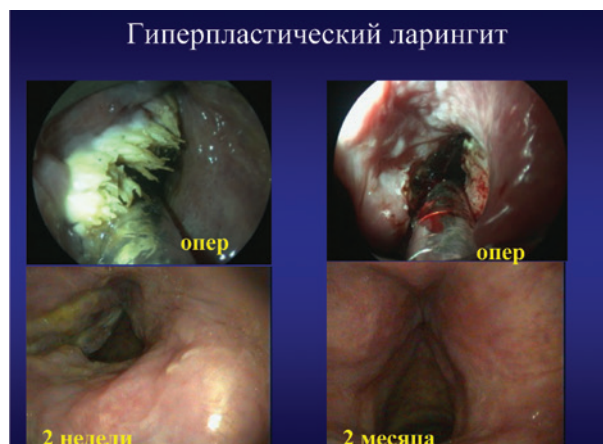 Гиперпластический ларингит
опер
опер
2 недели
2 месяца